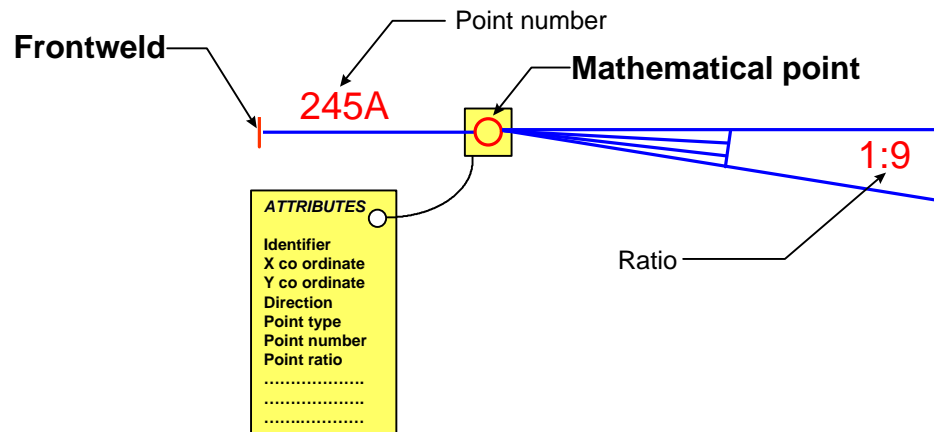 Point number
Frontweld
Mathematical point
245A
1:9
Ratio
ATTRIBUTES
Identifier
X co ordinate
Y co ordinate
Direction
Point type
Point number
Point ratio
...................
...................
...................